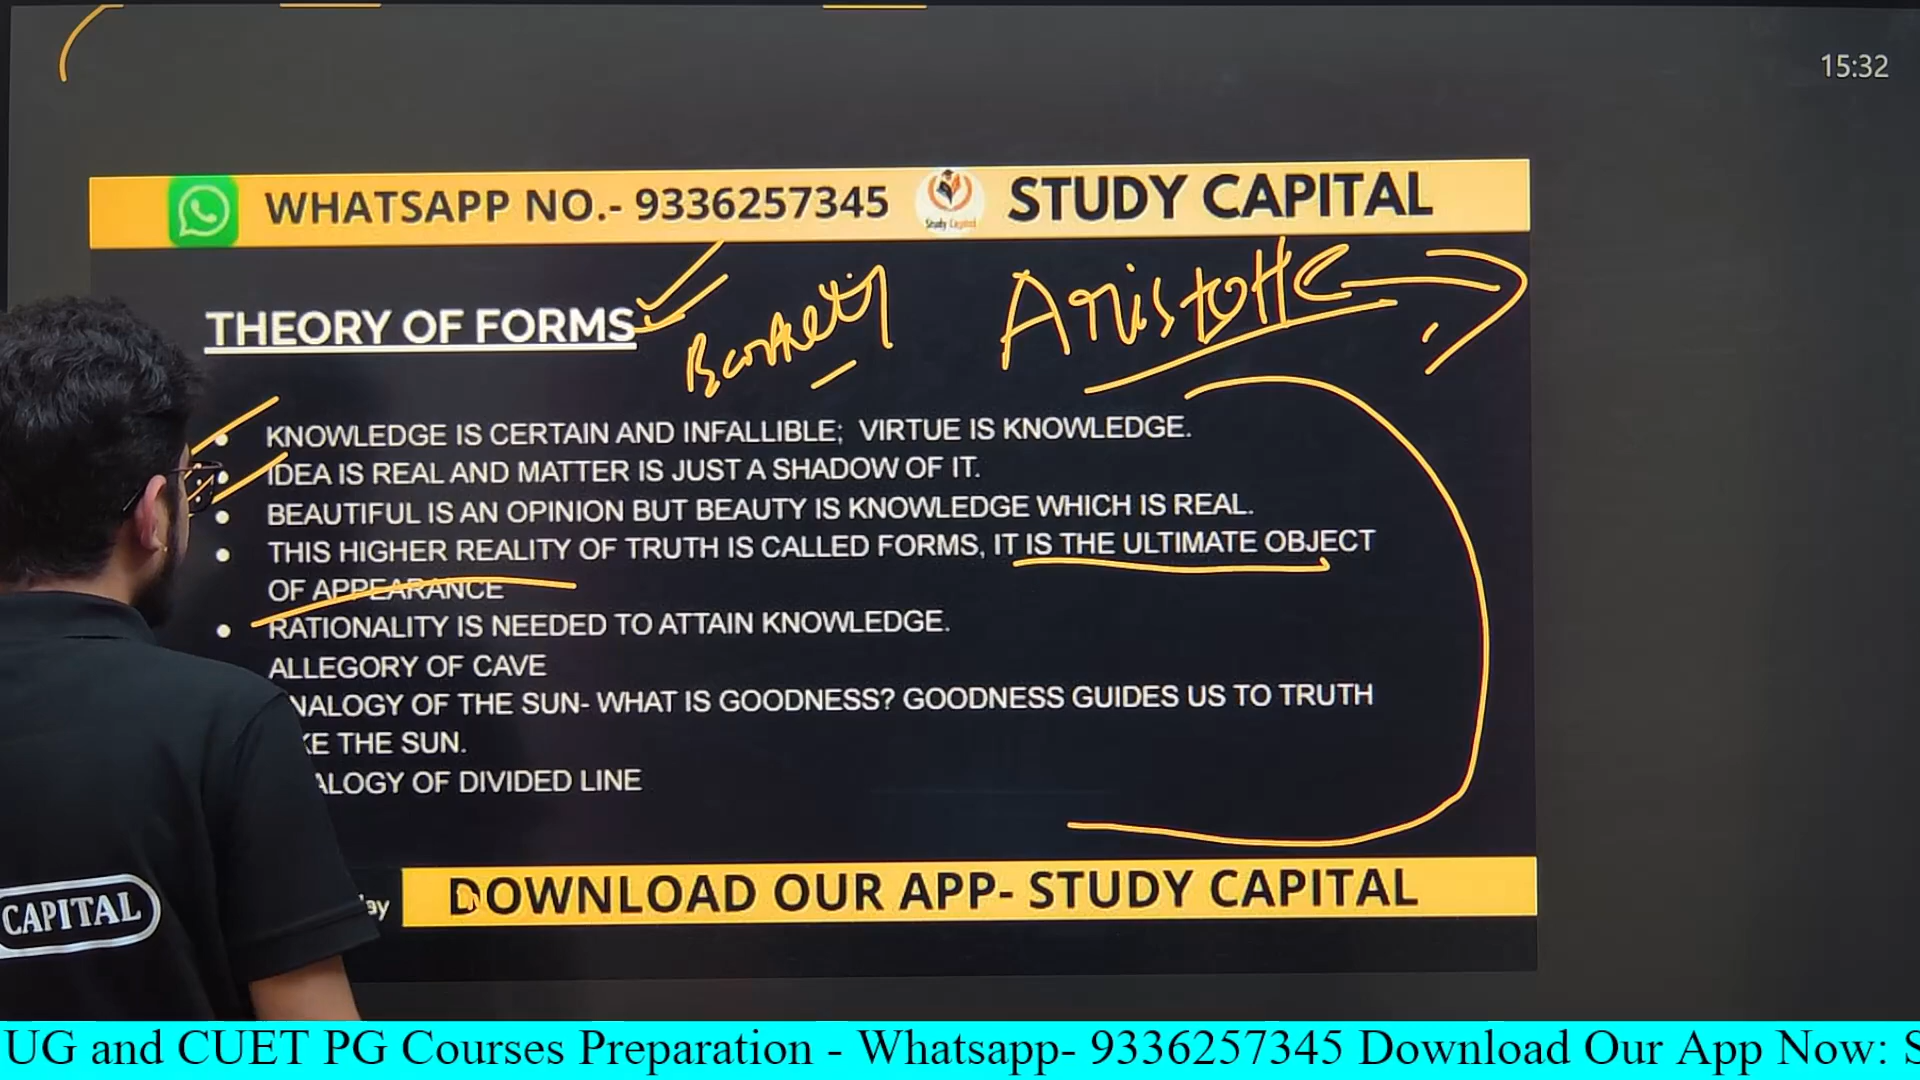 15:32
WHATSAPP NO.- 9336257345 Study Capital STUDY CAPITAL
Aristotle
THEORY OF FORMS
KNOWLEDGE IS CERTAIN AND INFALLIBLE; VIRTUE IS KNOWLEDGE.
IDEA IS REAL AND MATTER IS JUST A SHADOW OF IT.
BEAUTIFUL IS AN OPINION BUT BEAUTY IS KNOWLEDGE WHICH IS REAL.
THIS HIGHER REALITY OF TRUTH IS CALLED FORMS, IT IS THE ULTIMATE OBJECT
OF APPEARANCE
RATIONALITY IS NEEDED TO ATTAIN KNOWLEDGE.
ALLEGORY OF CAVE
NALOGY OF THE SUN- WHAT IS GOODNESS? GOODNESS GUIDES US TO TRUTH
KE THE SUN.
ALOGY OF DIVIDED LINE
ay
DOWNLOAD OUR APP- STUDY CAPITAL
CAPITAL
UG and CUET PG Courses Preparation - Whatsapp- 9336257345 Download Our App Now: S